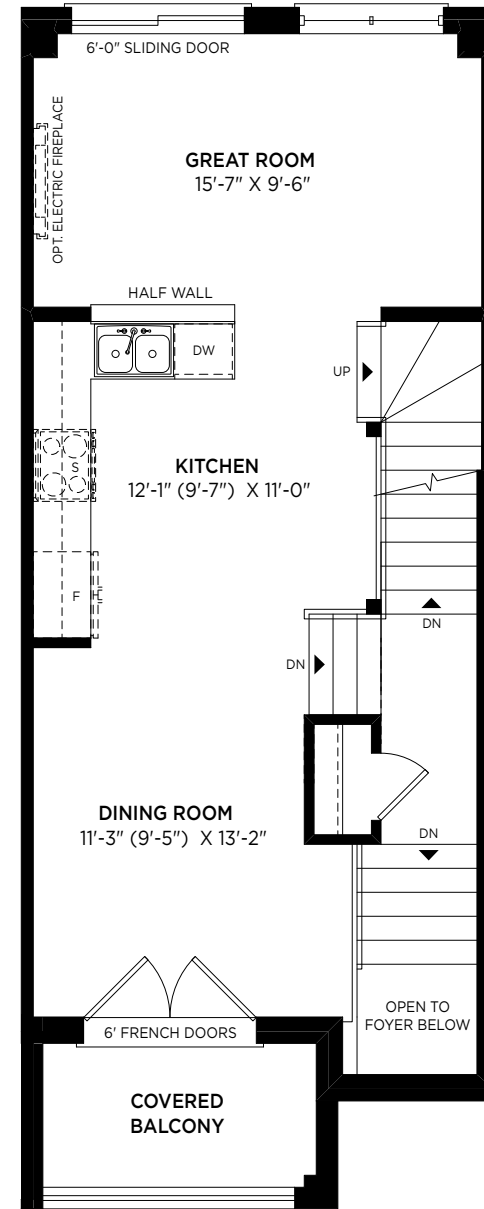 6'-0" SLIDING DOOR
OPT. ELECTRIC FIREPLACE
GREAT ROOM
15'-7" X 9'-6"
HALF WALL
DW
UP
S
KITCHEN
12'-1" (9'-7") X 11'-0"
F
DN
DN
DINING ROOM
11'-3" (9'-5") X 13'-2"
DN
OPEN TO
FOYER BELOW
6' FRENCH DOORS
COVERED
BALCONY